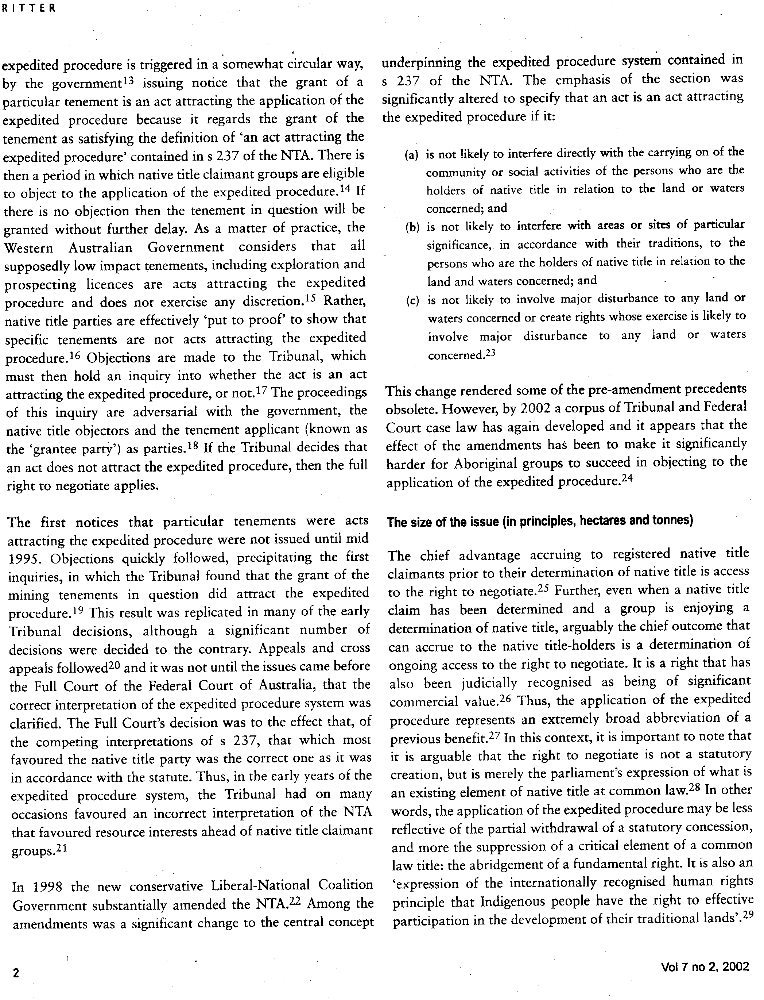 RITTER
expedited procedure is triggered in a somewhat circular way,
by the government13 issuing notice that the grant of a
particular tenement is an act attracting the application of the
expedited procedure because it regards the grant of the
tenement as satisfying the definition of ‘an act attracting the
expedited procedure’ contained in s 237 of the NTA. There is
then a period in which native title claimant groups are eligible
to object to the application of the expedited procedure.14 If
there is no objection then the tenement in question will be
granted without further delay. As a matter of practice, the
Western Australian Government considers that all
supposedly low impact tenements, including exploration and
prospecting licences are acts attracting the expedited
procedure and does not exercise any discretion.15 Rather,
native title parties are effectively ‘put to proof’ to show that
specific tenements are not acts attracting the expedited
procedure.16 Objections are made to the Tribunal, which
must then hold an inquiry into whether the act is an act
attracting the expedited procedure, or not.17 The proceedings
of this inquiry are adversarial with the government, the
native title objectors and the tenement applicant (known as
the ‘grantee party’) as parties.18 If the Tribunal decides that
an act does not attract the expedited procedure, then the full
right to negotiate applies.
The first notices that particular tenements were acts
attracting the expedited procedure were not issued until mid
1995. Objections quickly followed, precipitating the first
inquiries, in which the Tribunal found that the grant of the
mining tenements in question did attract the expedited
procedure.19 This result was replicated in many of the early
Tribunal decisions, although a significant number of
decisions were decided to the contrary. Appeals and cross
appeals followed20 and it was not until the issues came before
the Full Court of the Federal Court of Australia, that the
correct interpretation of the expedited procedure system was
clarified. The Full Court’s decision was to the effect that, of
the competing interpretations of s 237, that which most
favoured the native title party was the correct one as it was
in accordance with the statute. Thus, in the early years of the
expedited procedure system, the Tribunal had on many
occasions favoured an incorrect interpretation of the NTA
that favoured resource interests ahead of native title claimant
groups.21
In 1998 the new conservative Liberal-National Coalition
Government substantially amended the NTA.22 Among the
amendments was a significant change to the central concept
underpinning the expedited procedure system contained in
s 237 of the NTA. The emphasis of the section was
significantly altered to specify that an act is an act attracting
the expedited procedure if it:
(a) is not likely to interfere directly with the carrying on of the
community or social activities of the persons who are the
holders of native title in relation to the land or waters
concerned; and
(b) is not likely to interfere with areas or sites of particular
significance, in accordance with their traditions, to the
persons who are the holders of native title in relation to the
land and waters concerned; and
(c) is not likely to involve major disturbance to any land or
waters concerned or create rights whose exercise is likely to
involve major disturbance to any land or waters
concerned.23
This change rendered some of the pre-amendment precedents
obsolete. However, by 2002 a corpus of Tribunal and Federal
Court case law has again developed and it appears that the
effect of the amendments has been to make it significantly
harder for Aboriginal groups to succeed in objecting to the
application of the expedited procedure.24
The size of the issue (in principles, hectares and tonnes)
The chief advantage accruing to registered native title
claimants prior to their determination of native title is access
to the right to negotiate.25 Further, even when a native title
claim has been determined and a group is enjoying a
determination of native title, arguably the chief outcome that
can accrue to the native title-holders is a determination of
ongoing access to the right to negotiate. It is a right that has
also been judicially recognised as being of significant
commercial value.26 Thus, the application of the expedited
procedure represents an extremely broad abbreviation of a
previous benefit.27 In this context, it is important to note that
it is arguable that the right to negotiate is not a statutory
creation, but is merely the parliament’s expression of what is
an existing element of native title at common law.28 In other
words, the application of the expedited procedure may be less
reflective of the partial withdrawal of a statutory concession,
and more the suppression of a critical element of a common
law title: the abridgement of a fundamental right. It is also an
‘expression of the internationally recognised human rights
principle that Indigenous people have the right to effective
participation in the development of their traditional lands’.29
2
Vol 7 no 2, 2002